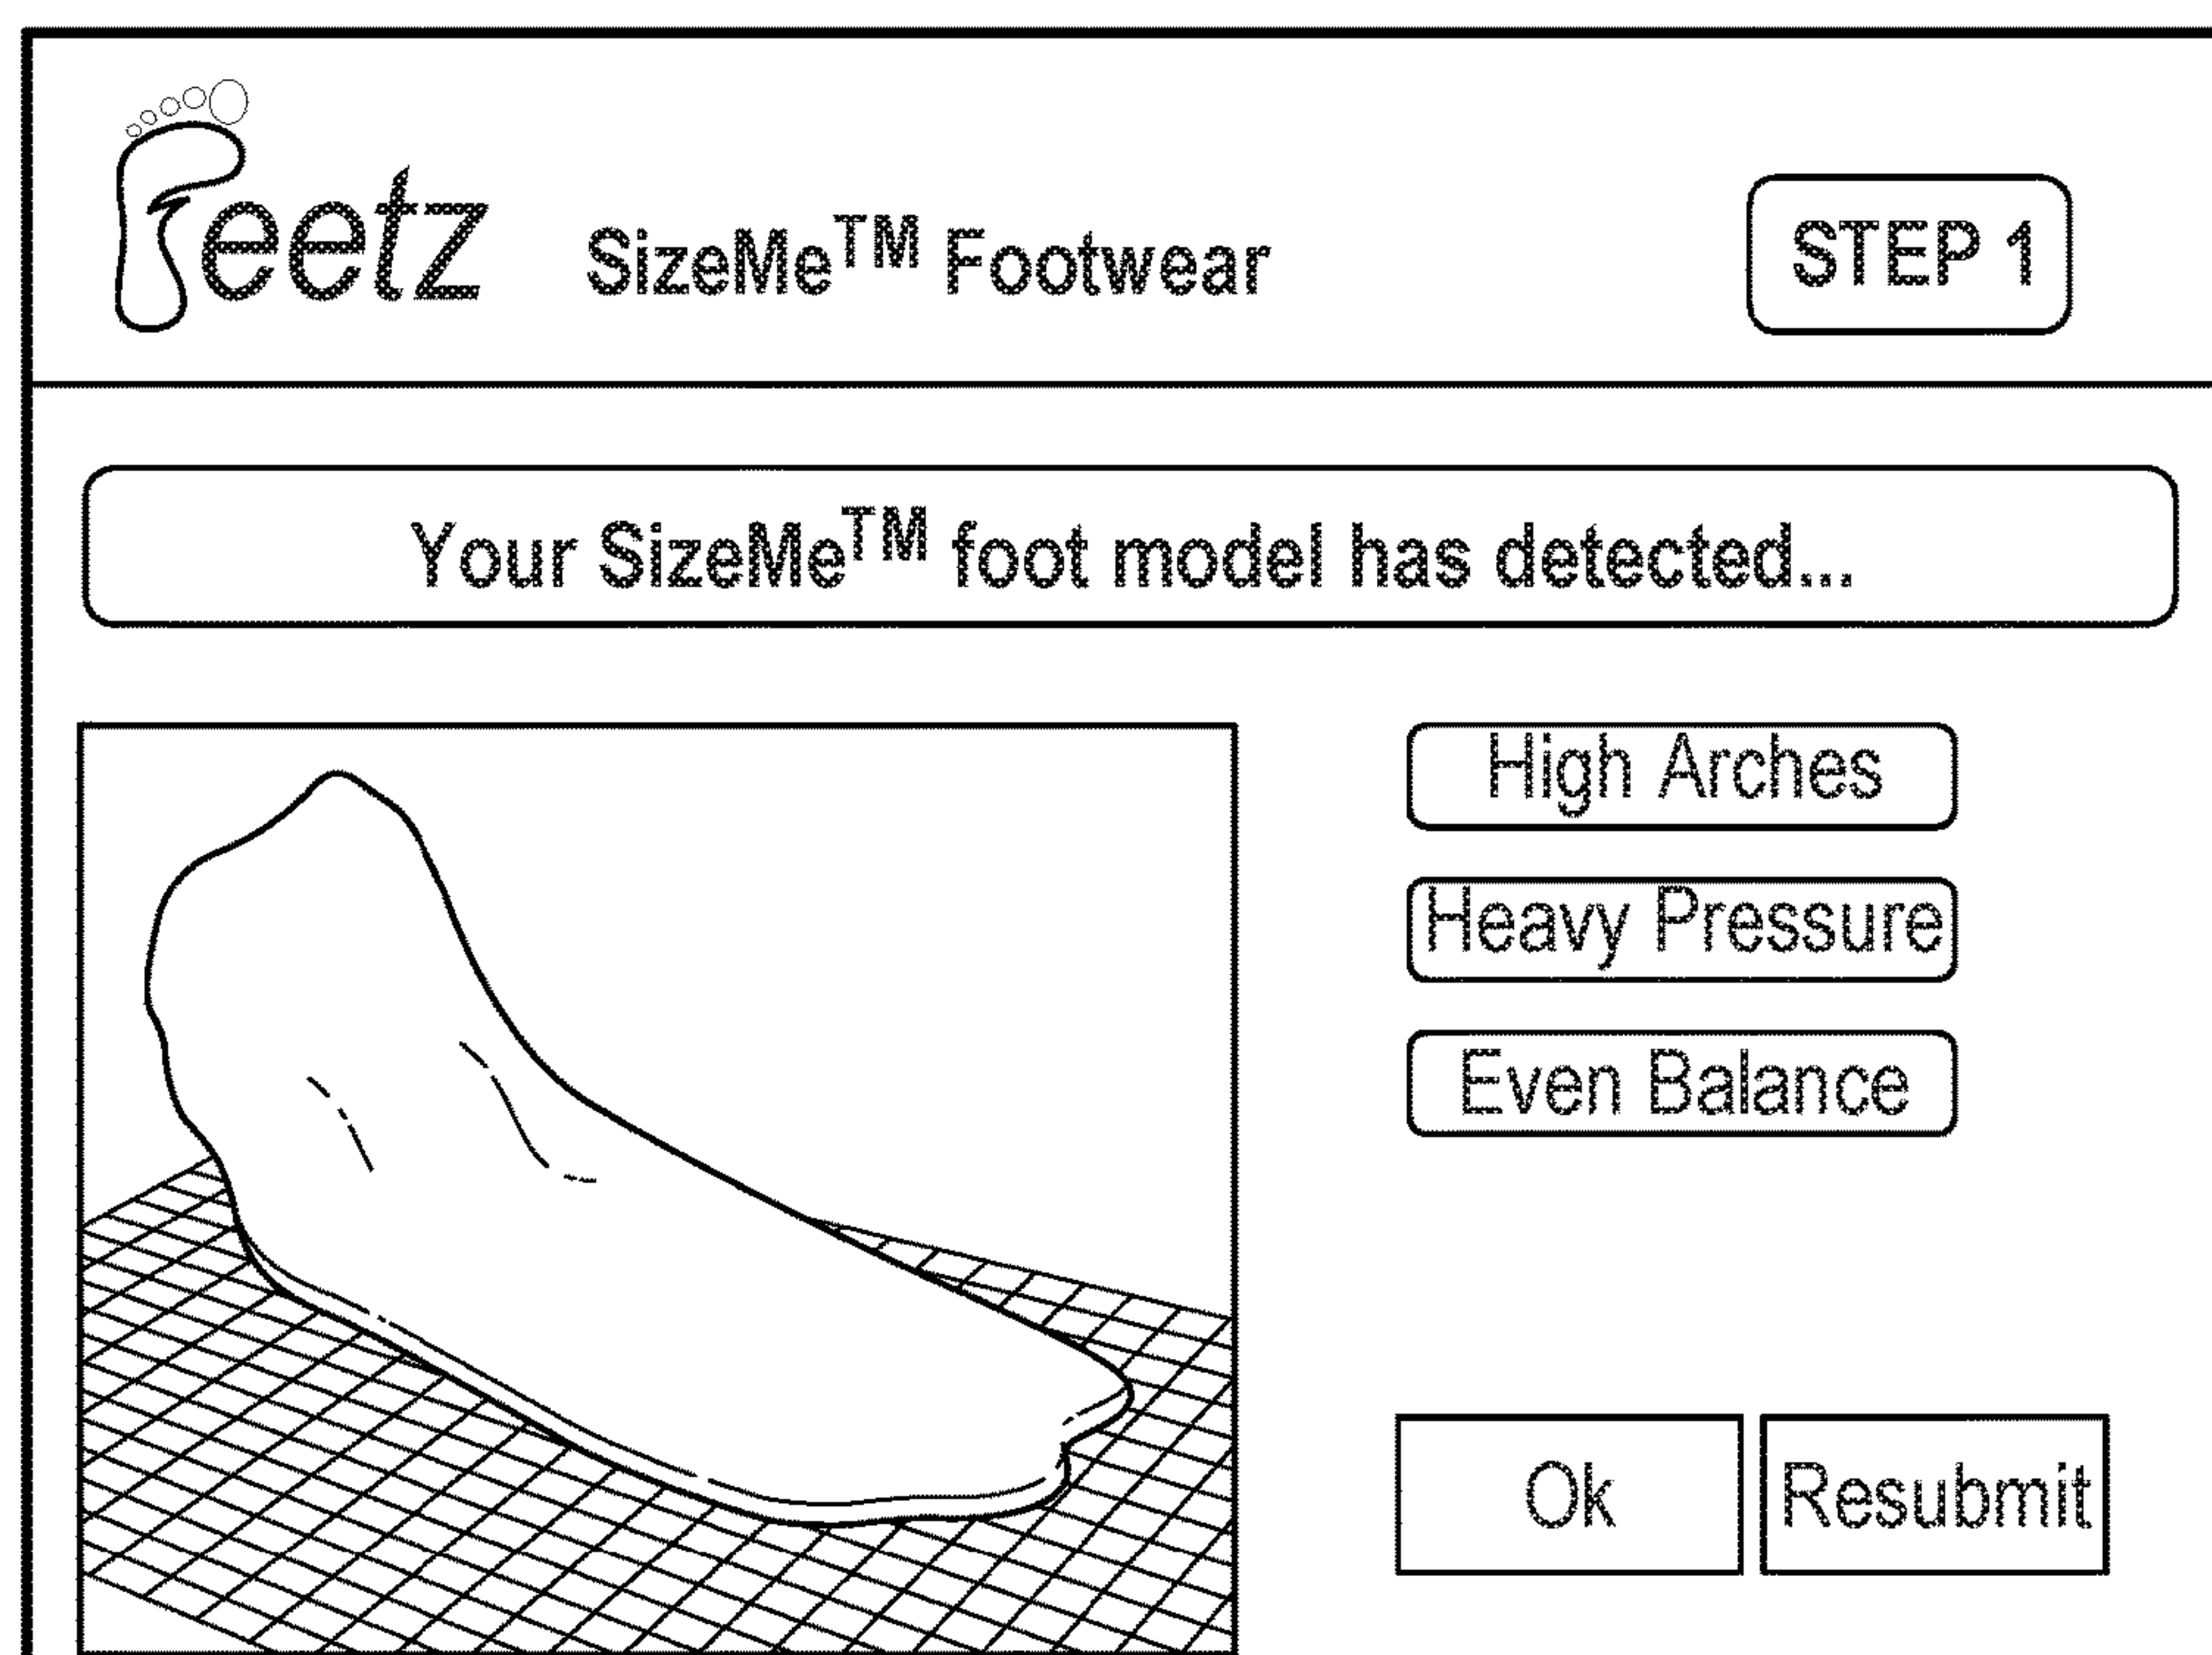 Feetz SizeMe™ Footwear
STEP 1
Your SizeMe™ foot model has detected...
High Arches
Heavy Pressure
Even Balance
Ok
Resubmit